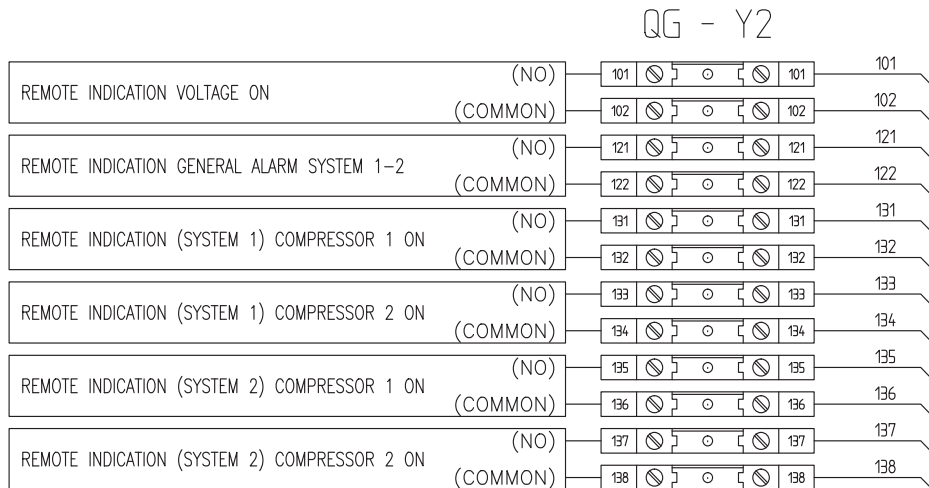 QG - Y2
(NO) 101 101 101
REMOTE INDICATION VOLTAGE ON
(COMMON) 102 102 102
(NO) 121 121 121
REMOTE INDICATION GENERAL ALARM SYSTEM 1-2
(COMMON) 122 122 122
(NO) 131 131 131
REMOTE INDICATION (SYSTEM 1) COMPRESSOR 1 ON
(COMMON) 132 132 132
(NO) 133 133 133
REMOTE INDICATION (SYSTEM 1) COMPRESSOR 2 ON
(COMMON) 134 134 134
(NO) 135 135 135
REMOTE INDICATION (SYSTEM 2) COMPRESSOR 1 ON
(COMMON) 136 136 136
(NO) 137 137 137
REMOTE INDICATION (SYSTEM 2) COMPRESSOR 2 ON
(COMMON) 138 138 138